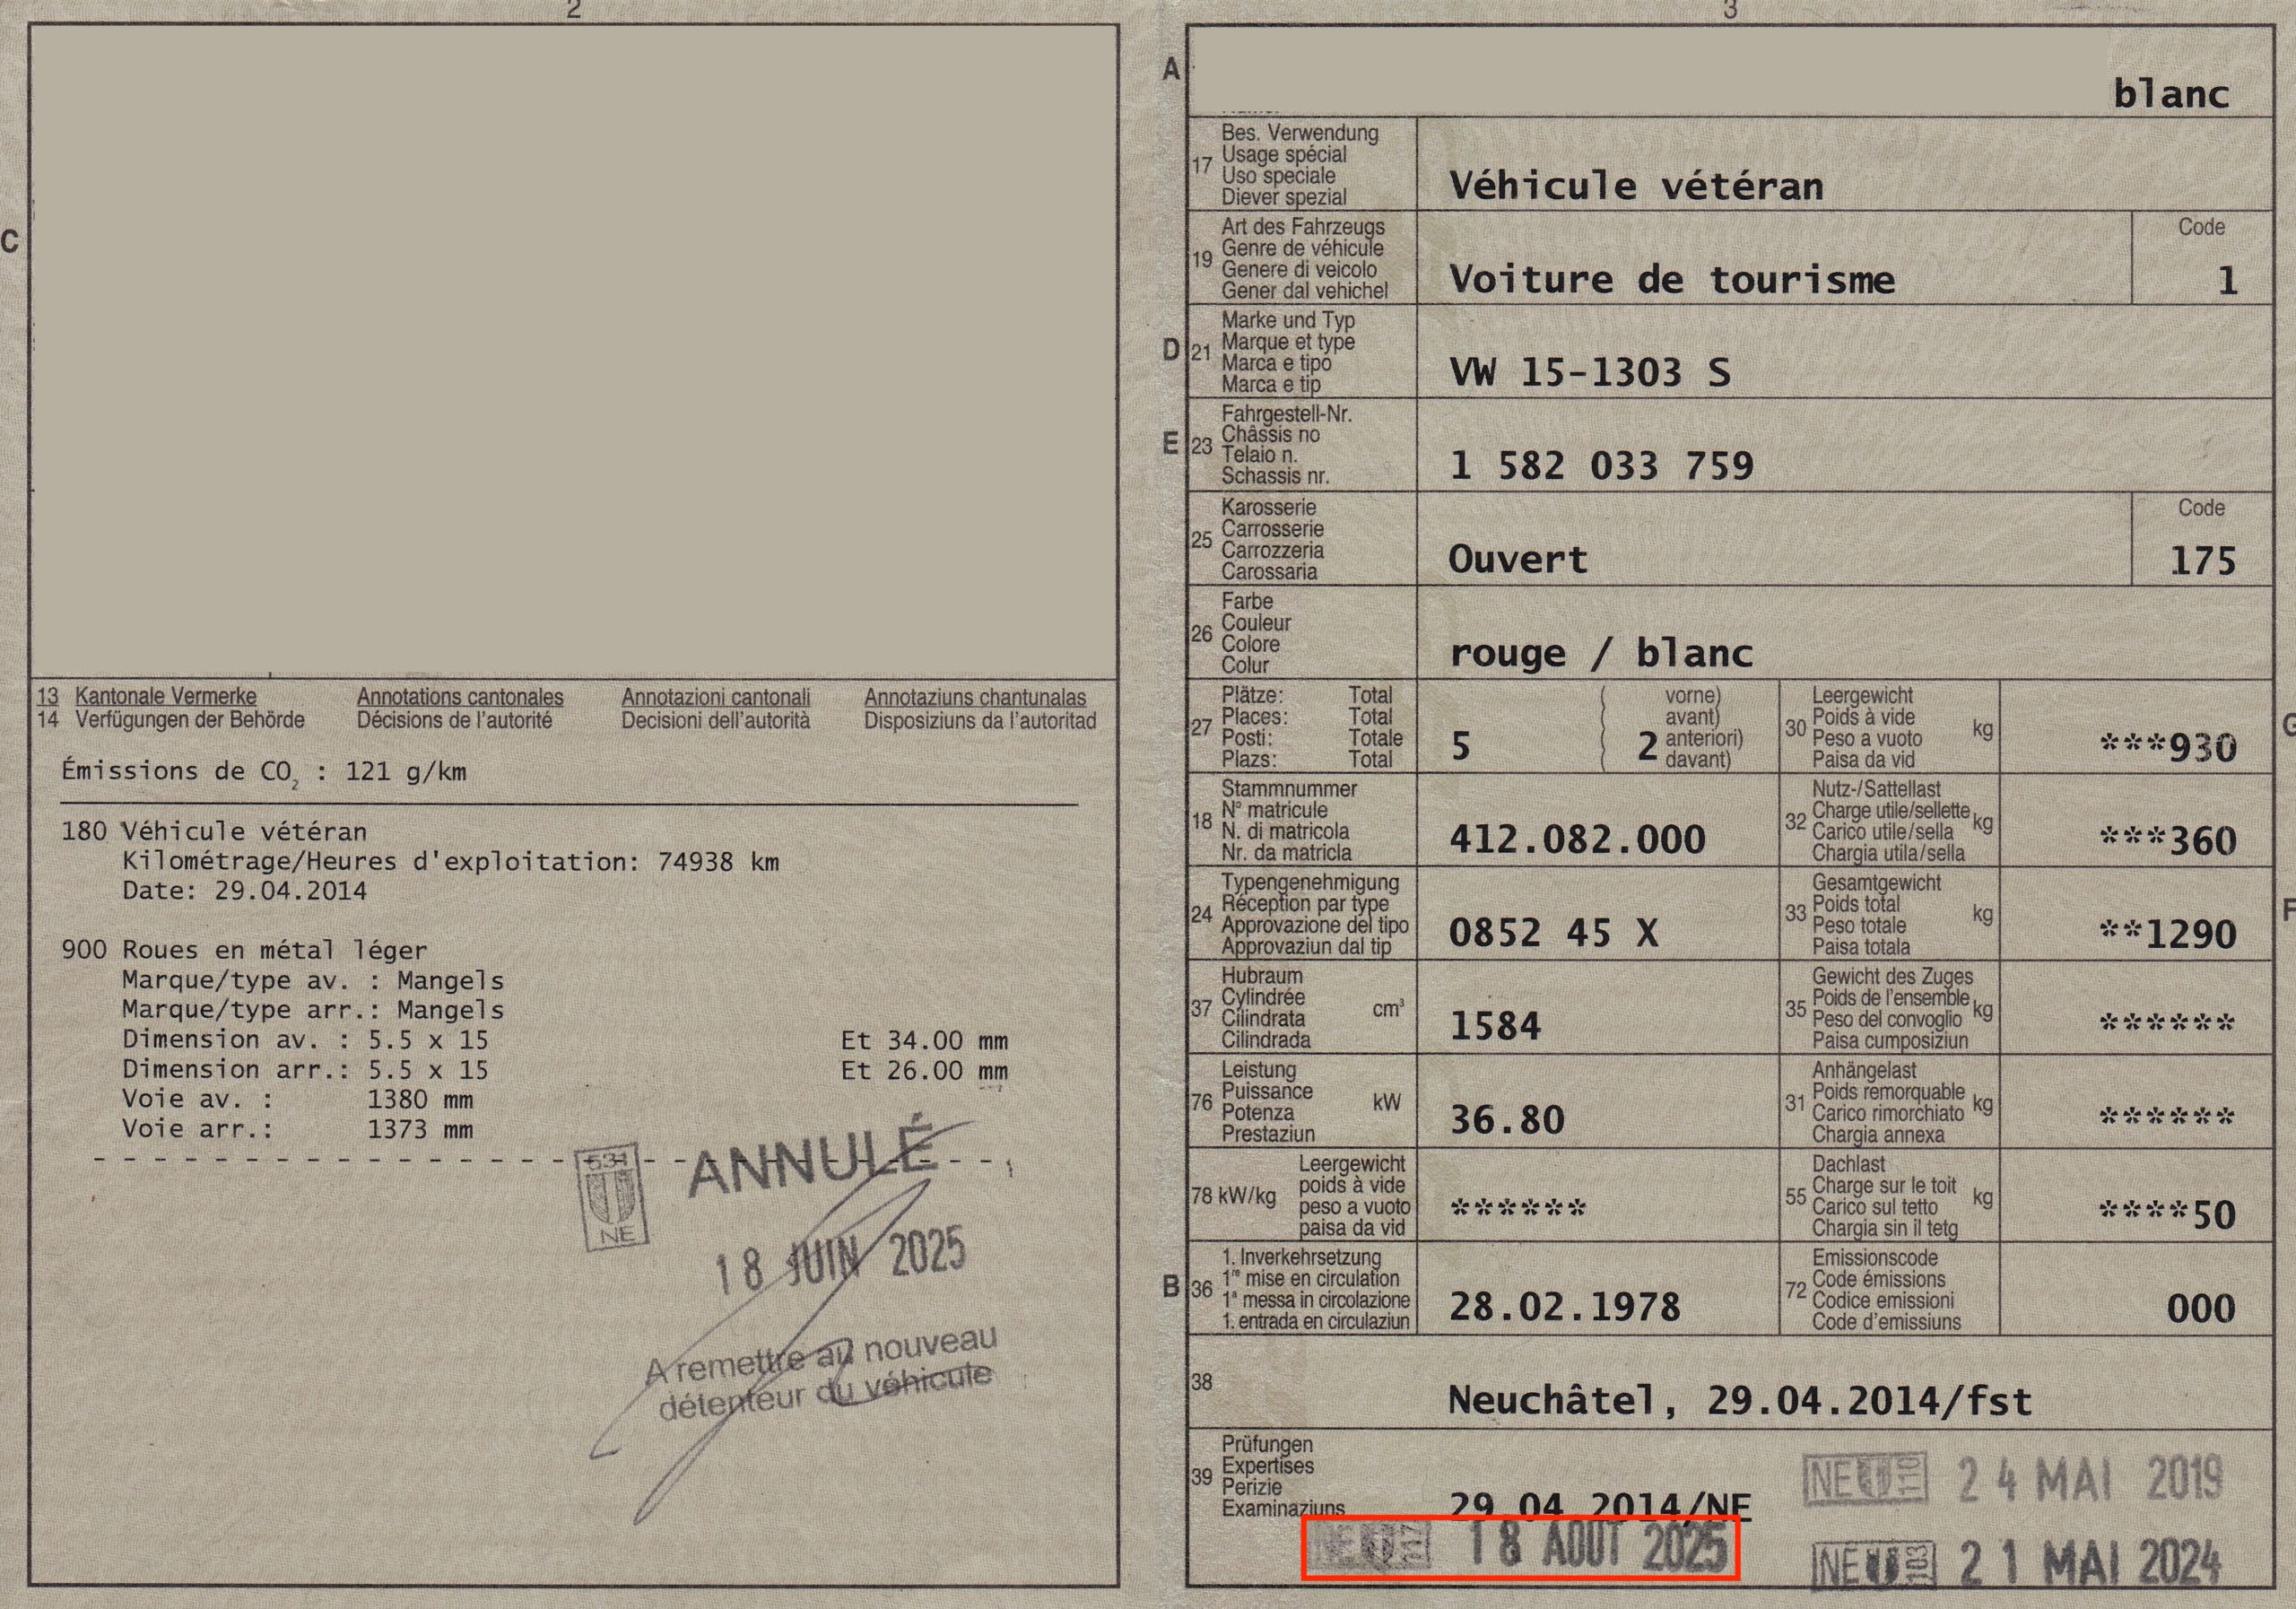 2
3
A
blanc
17 Bes. Verwendung
Usage spécial
Uso speciale
Diever spezial
Véhicule vétéran
C
19 Art des Fahrzeugs
Genre de véhicule
Genere di veicolo
Gener dal vehichel
Voiture de tourisme
Code
1
D 21 Marke und Typ
Marque et type
Marca e tipo
Marca e tip
VW 15-1303 S
E 23 Fahrgestell-Nr.
Châssis no
Telaio n.
Schassis nr.
1 582 033 759
25 Karosserie
Carrosserie
Carrozzeria
Carossaria
Ouvert
Code
175
26 Farbe
Couleur
Colore
Colur
rouge / blanc
13 Kantonale Vermerke Annotations cantonales Annotazioni cantonali Annotaziuns chantunalas
14 Verfügungen der Behörde Décisions de l'autorité Decisioni dell'autorità Disposiziuns da l'autoritad
Émissions de CO2 : 121 g/km
180 Véhicule vétéran
Kilométrage/Heures d'exploitation: 74938 km
Date: 29.04.2014
900 Roues en métal léger
Marque/type av. : Mangels
Marque/type arr.: Mangels
Dimension av. : 5.5 x 15 Et 34.00 mm
Dimension arr.: 5.5 x 15 Et 26.00 mm
Voie av. : 1380 mm
Voie arr.: 1373 mm
531
NE
ANNULÉ
18 JUIN 2025
A remettre au nouveau
détenteur du véhicule
27 Plätze: Total
Places: Total
Posti: Totale
Plazs: Total
5 ( 2 vorne)
avant)
anteriori)
davant)
30 Leergewicht
Poids à vide
Peso a vuoto
Paisa da vid
kg
***930
G
18 Stammnummer
N° matricule
N. di matricola
Nr. da matricla
412.082.000
32 Nutz-/Sattellast
Charge utile/sellette
Carico utile/sella
Chargia utila/sella
kg
***360
24 Typengenehmigung
Réception par type
Approvazione del tipo
Approvaziun dal tip
0852 45 X
33 Gesamtgewicht
Poids total
Peso totale
Paisa totala
kg
**1290
F
37 Hubraum
Cylindrée
Cilindrata
Cilindrada
cm³
1584
35 Gewicht des Zuges
Poids de l'ensemble
Peso del convoglio
Paisa cumposiziun
kg
******
76 Leistung
Puissance
Potenza
Prestaziun
kW
36.80
31 Anhängelast
Poids remorquable
Carico rimorchiato
Chargia annexa
kg
******
78 kW/kg Leergewicht
poids à vide
peso a vuoto
paisa da vid
******
55 Dachlast
Charge sur le toit
Carico sul tetto
Chargia sin il tetg
kg
****50
B 36 1. Inverkehrsetzung
1re mise en circulation
1a messa in circolazione
1. entrada en circulaziun
28.02.1978
72 Emissionscode
Code émissions
Codice emissioni
Code d'emissiuns
000
38
Neuchâtel, 29.04.2014/fst
39 Prüfungen
Expertises
Perizie
Examinaziuns
29 04 2014/NE
NE 110 24 MAI 2019
NE 117 18 AOUT 2025
NE 103 21 MAI 2024